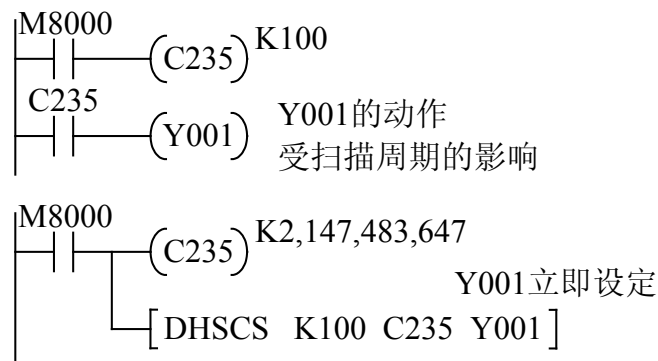 M8000
C235 K100
C235
Y001 Y001的动作
受扫描周期的影响
M8000
C235 K2,147,483,647
Y001立即设定
DHSCS K100 C235 Y001